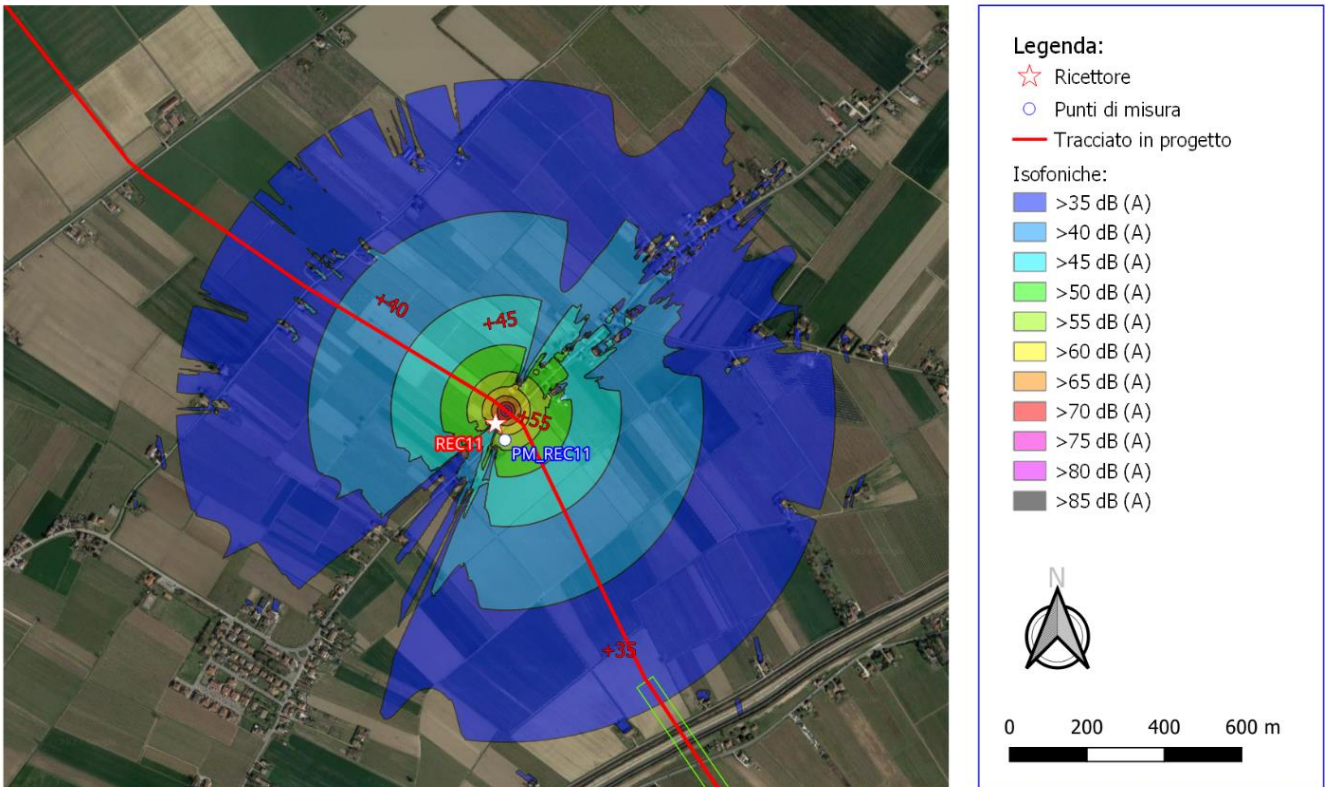 +40
+45
+55
REC11
PM_REC11
+35
Legenda:
Ricettore
Punti di misura
Tracciato in progetto
Isofoniche:
>35 dB (A)
>40 dB (A)
>45 dB (A)
>50 dB (A)
>55 dB (A)
>60 dB (A)
>65 dB (A)
>70 dB (A)
>75 dB (A)
>80 dB (A)
>85 dB (A)
N
0 200 400 600 m